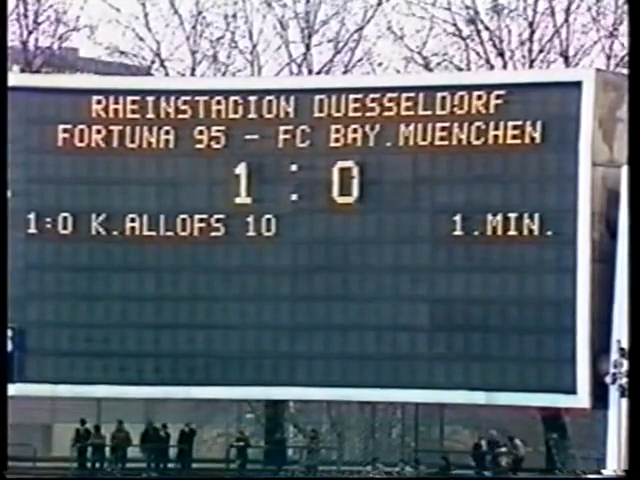 RHEINSTADION DUESSELDORF
FORTUNA 95 - FC BAY.MUENCHEN
1 : 0
1:0 K.ALLOFS 10 1.MIN.